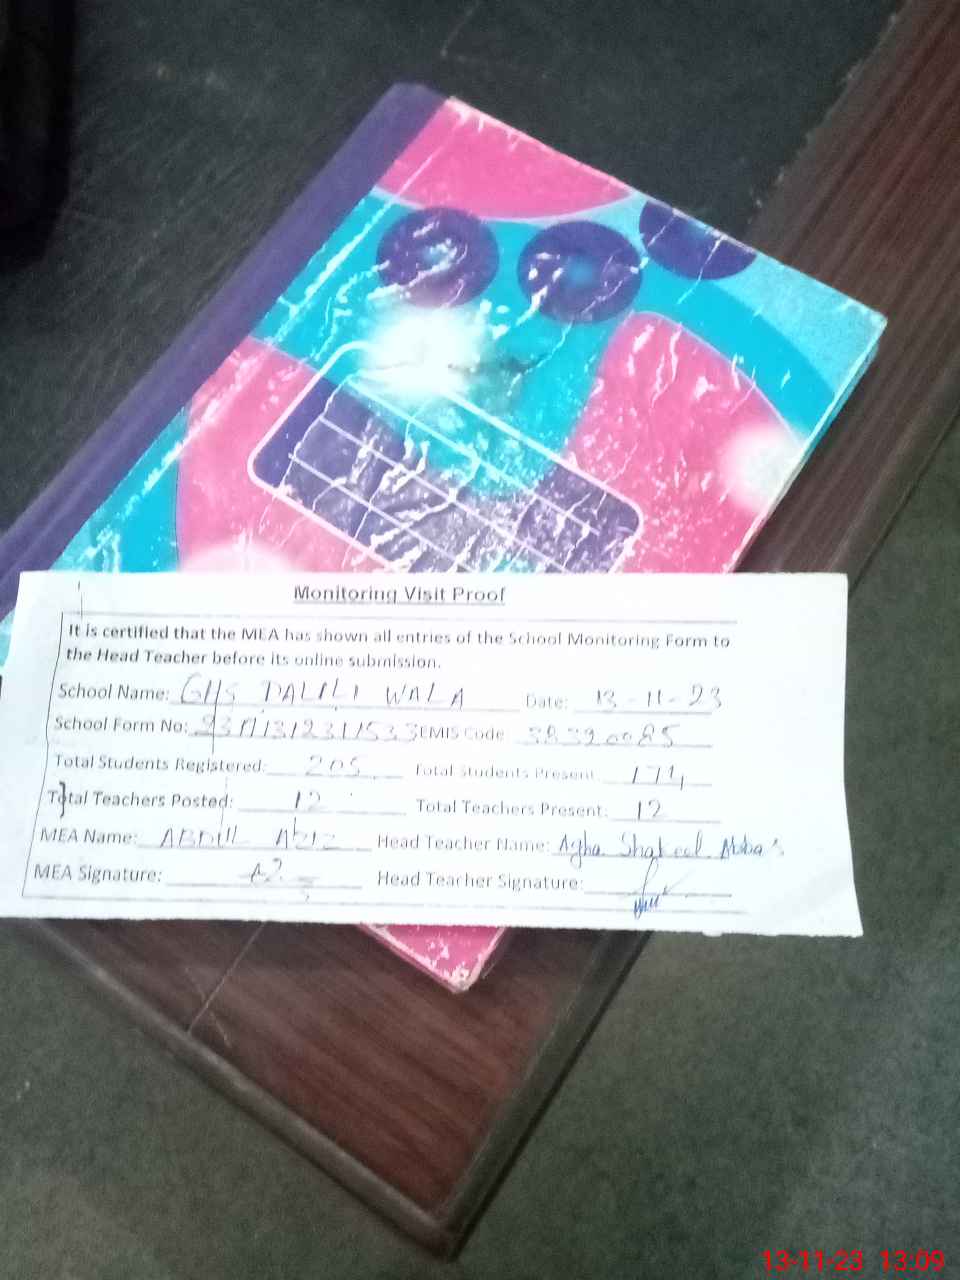 Monitoring Visit Proof
It is certified that the MEA has shown all entries of the School Monitoring Form to
the Head Teacher before its online submission.
School Name: GHS DALILI WALA Date: 13-11-23
School Form No: EMIS Code: 38390085
Total Students Registered: 205 Total Students Present 174
Total Teachers Posted: 12 Total Teachers Present: 12
MEA Name: ABDUL AZIZ Head Teacher Name: Agha Shakeel Abbas
MEA Signature: Head Teacher Signature:
13-11-23 13:09